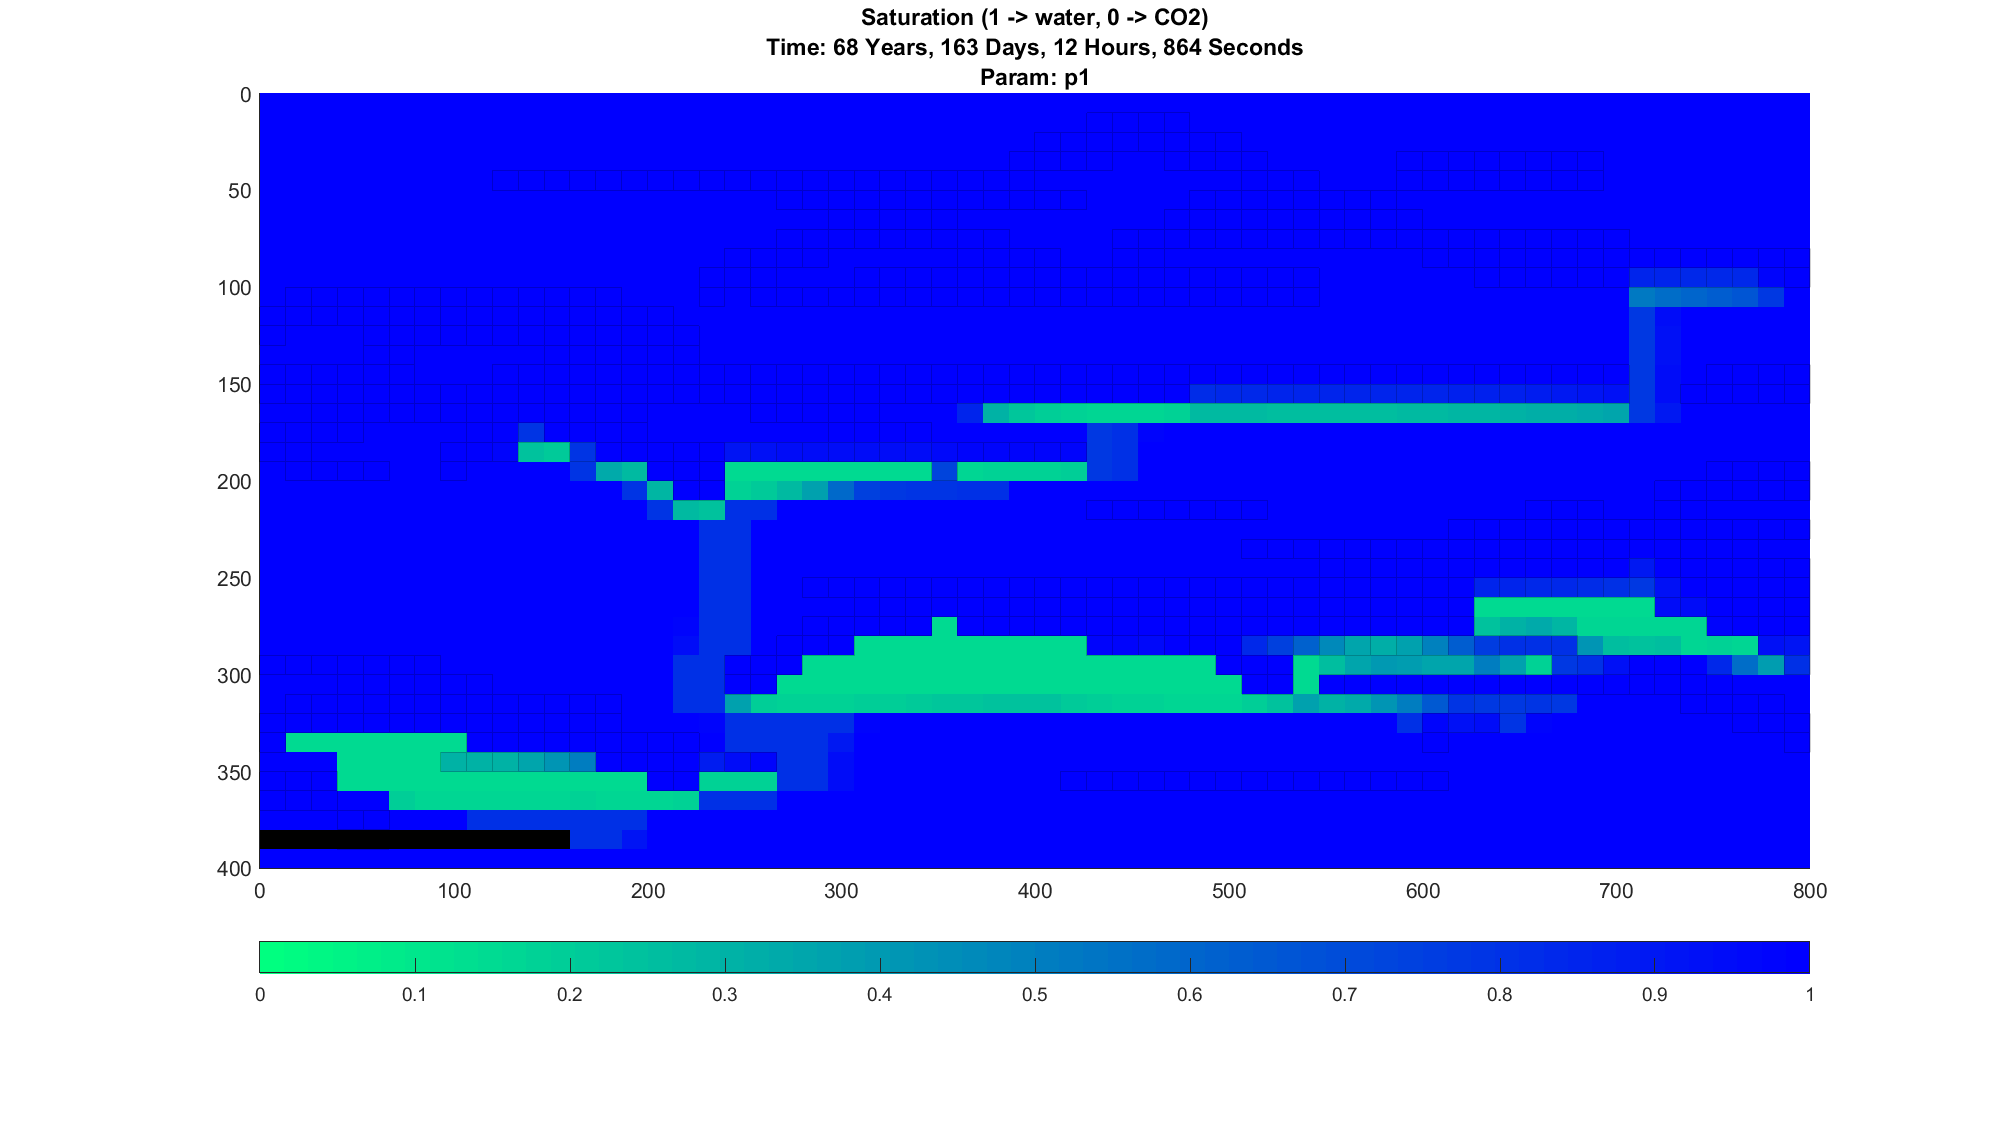 Saturation (1 -> water, 0 -> CO2)
Time: 68 Years, 163 Days, 12 Hours, 864 Seconds
Param: p1
0
50
100
150
200
250
300
350
400
0 100 200 300 400 500 600 700 800
0 0.1 0.2 0.3 0.4 0.5 0.6 0.7 0.8 0.9 1